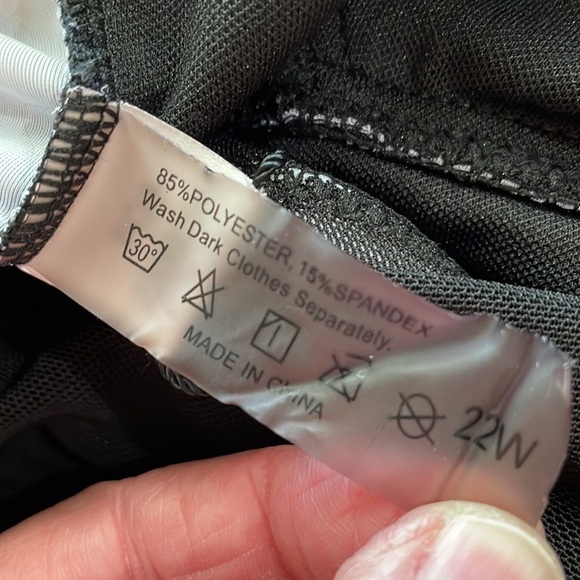 85%POLYESTER, 15%SPANDEX
Wash Dark Clothes Separately.
30°
MADE IN CHINA
22W